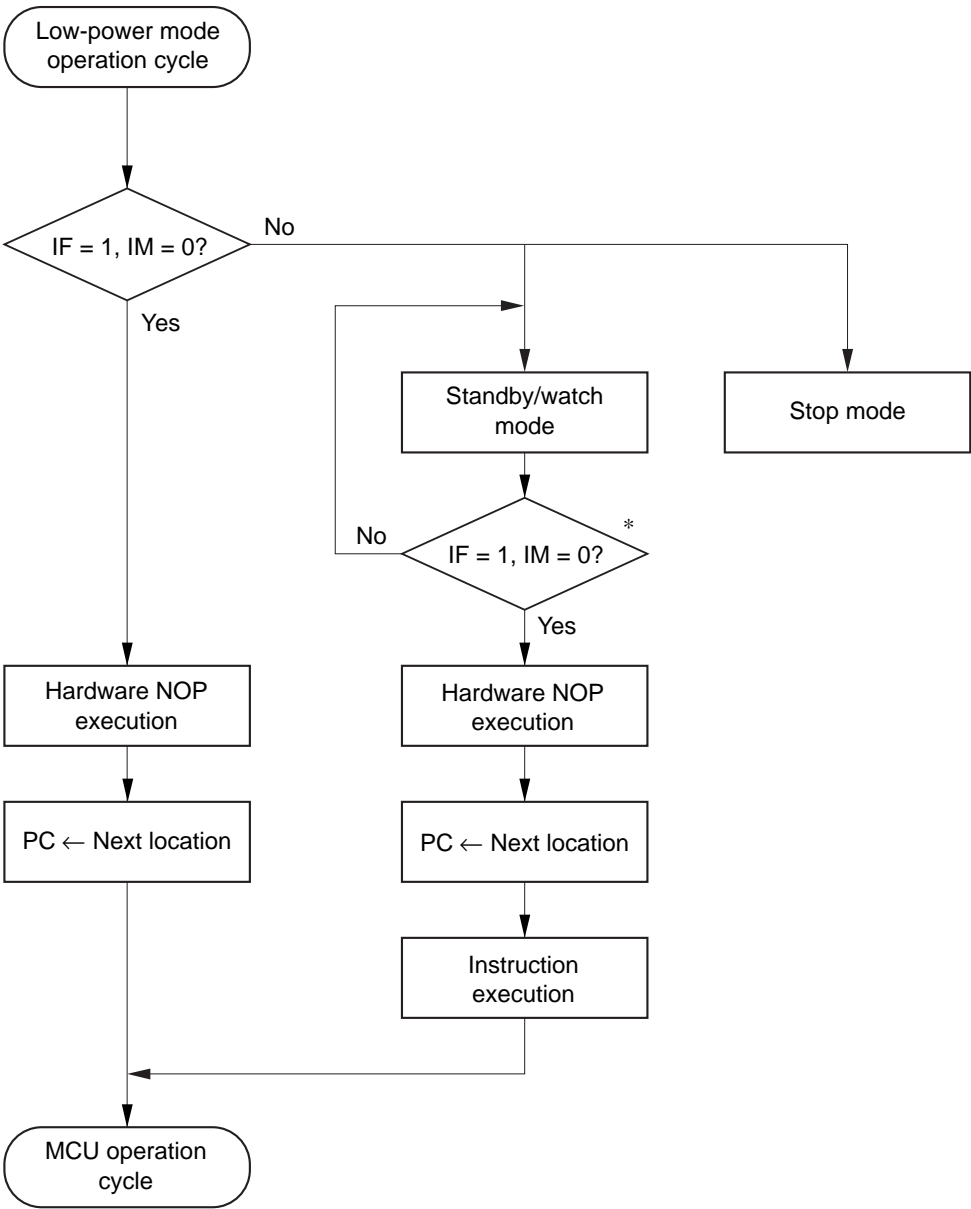 Low-power mode
operation cycle
IF = 1, IM = 0?
No
Yes
Standby/watch
mode
Stop mode
No
IF = 1, IM = 0?
*
Yes
Hardware NOP
execution
Hardware NOP
execution
PC ← Next location
PC ← Next location
Instruction
execution
MCU operation
cycle